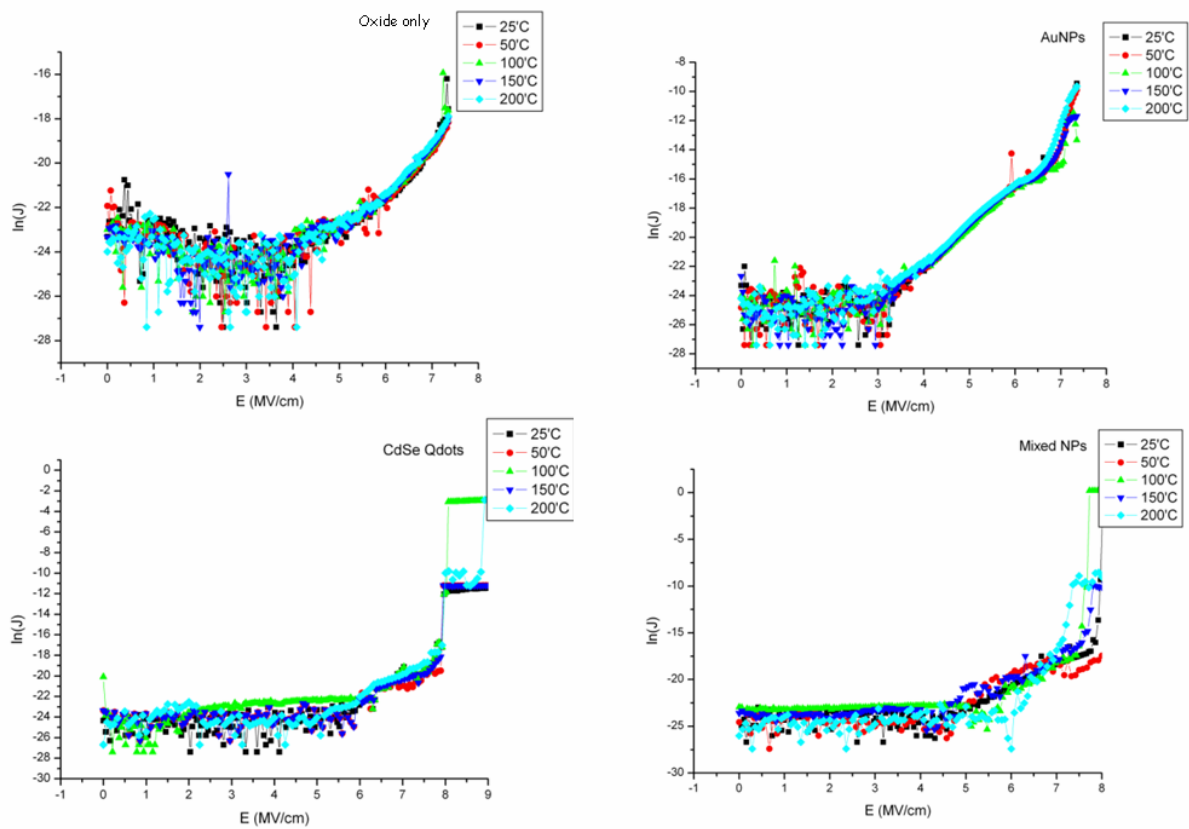 Oxide only
25'C
50'C
100'C
150'C
200'C
-16
-18
-20
-22
-24
-26
-28
ln(J)
-1 0 1 2 3 4 5 6 7 8
E (MV/cm)
AuNPs
25'C
50'C
100'C
150'C
200'C
-8
-10
-12
-14
-16
-18
-20
-22
-24
-26
-28
ln(J)
-1 0 1 2 3 4 5 6 7 8
E (MV/cm)
CdSe Qdots
25'C
50'C
100'C
150'C
200'C
0
-2
-4
-6
-8
-10
-12
-14
-16
-18
-20
-22
-24
-26
-28
-30
ln(J)
-1 0 1 2 3 4 5 6 7 8 9
E (MV/cm)
Mixed NPs
25'C
50'C
100'C
150'C
200'C
0
-5
-10
-15
-20
-25
-30
ln(J)
-1 0 1 2 3 4 5 6 7 8
E (MV/cm)